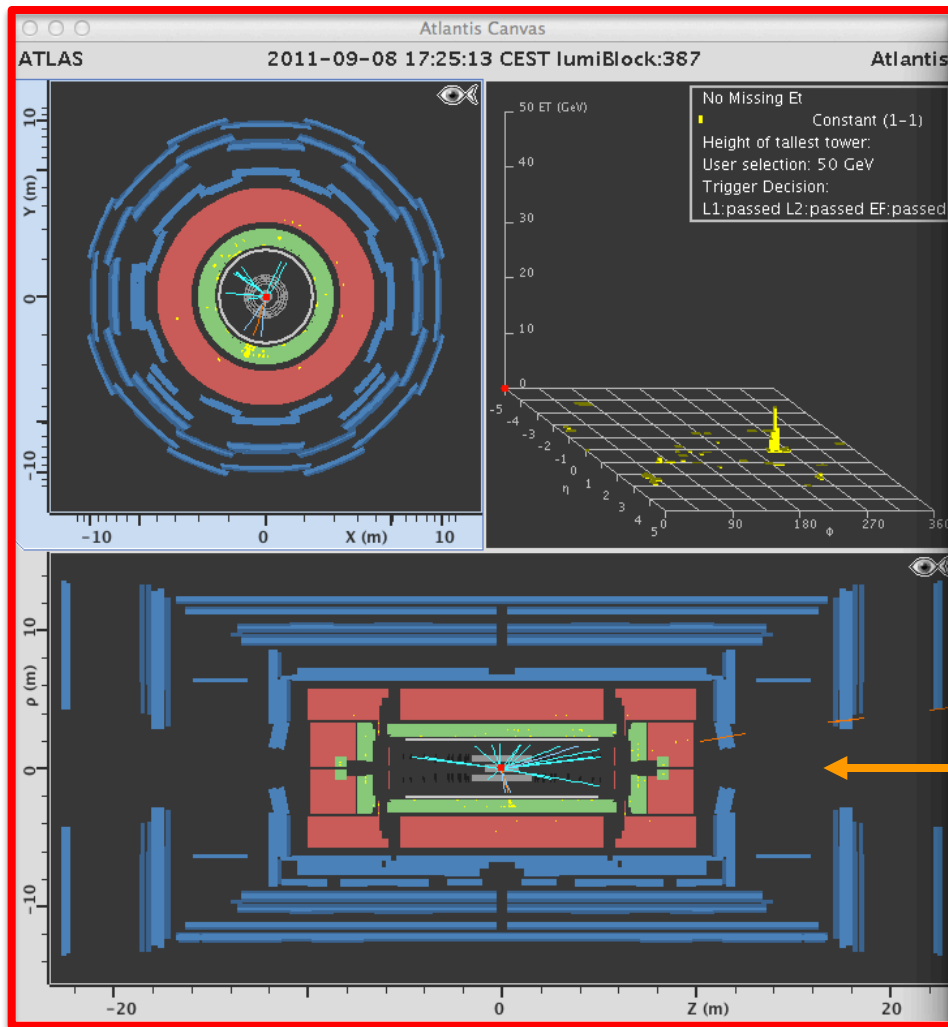 Atlantis Canvas
ATLAS 2011-09-08 17:25:13 CEST lumiBlock:387 Atlantis
10
Y (m)
0
-10
-10 0 X (m) 10
50 ET (GeV)
40
30
20
10
0
No Missing Et
Constant (1-1)
Height of tallest tower:
User selection: 50 GeV
Trigger Decision:
L1:passed L2:passed EF:passed
-5
-4
-3
-2
-1
0
1
2
3
4
5
η
0 90 180 270 360
Φ
10
ρ (m)
0
-10
-20 0 Z (m) 20